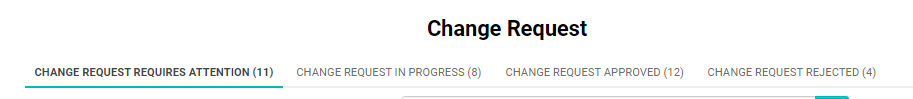 Change Request
CHANGE REQUEST REQUIRES ATTENTION (11) CHANGE REQUEST IN PROGRESS (8) CHANGE REQUEST APPROVED (12) CHANGE REQUEST REJECTED (4)